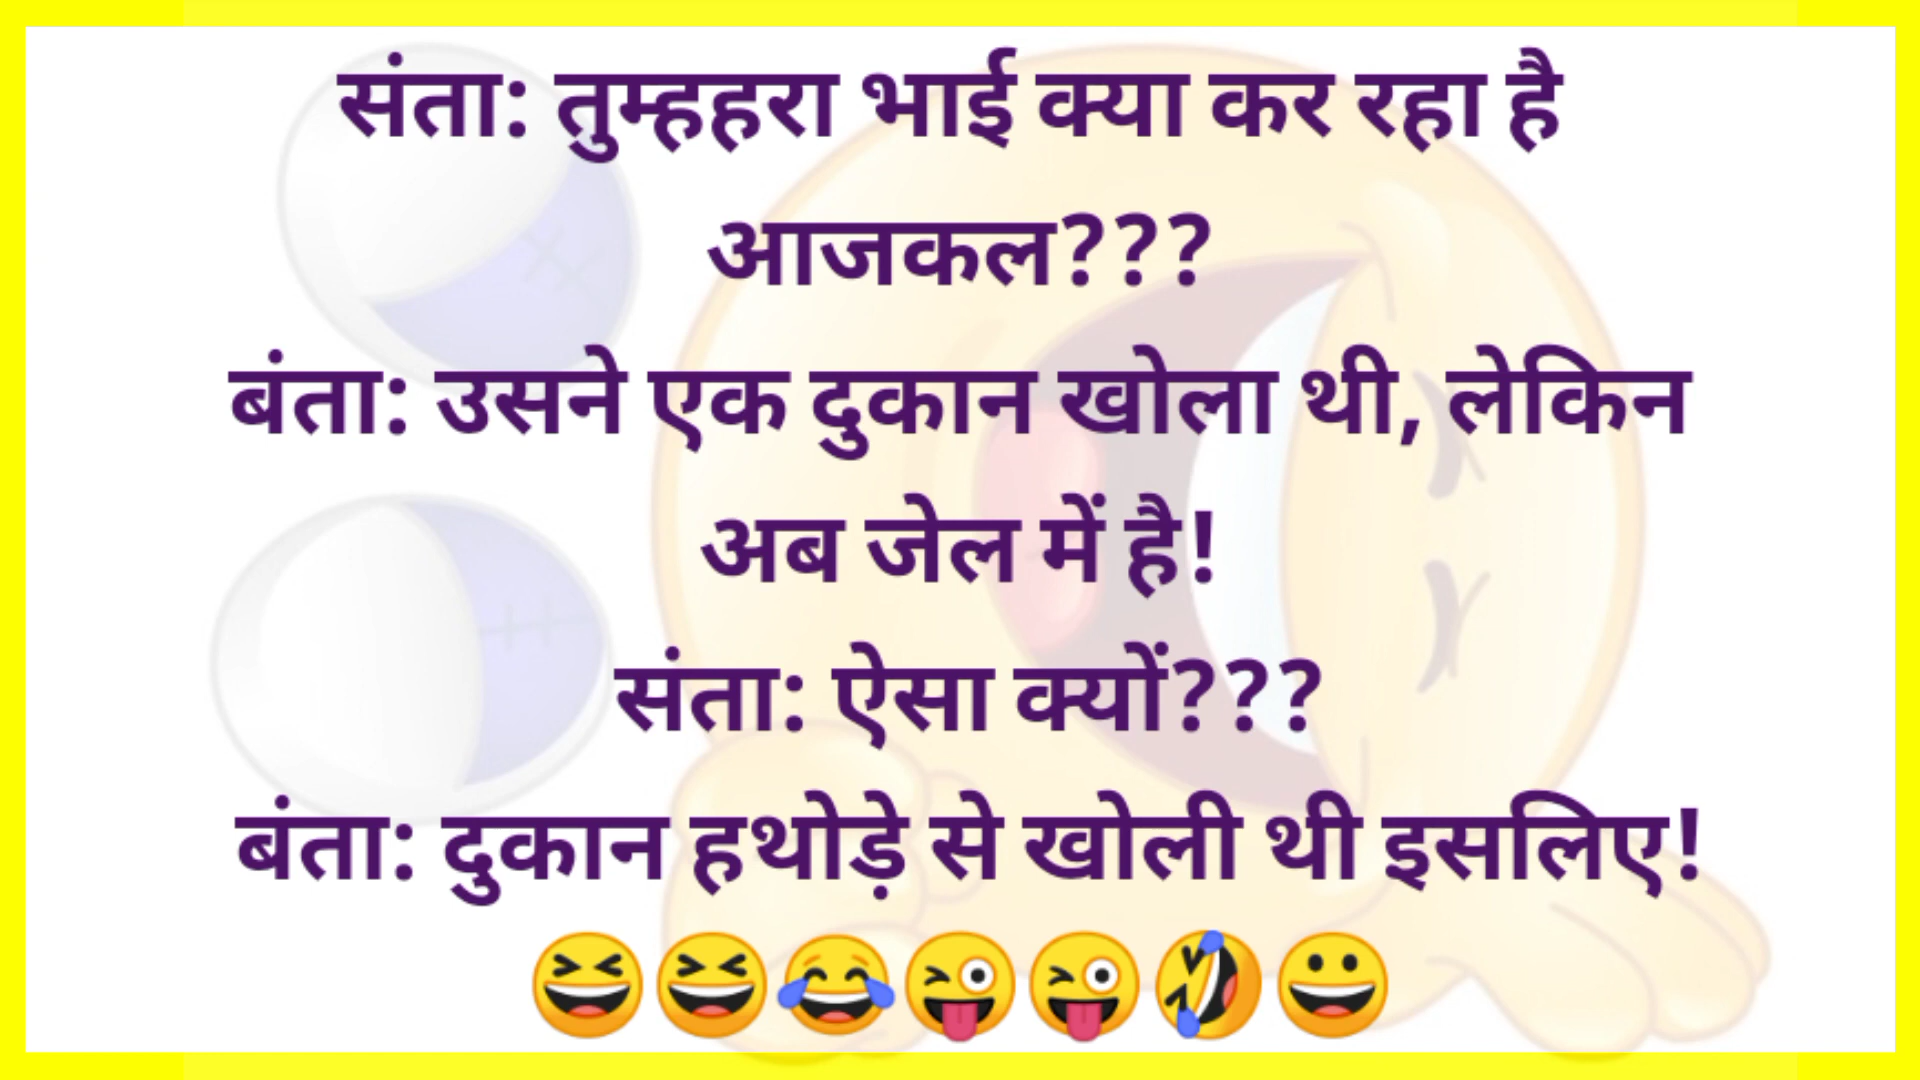 संता: तुम्हहरा भाई क्या कर रहा है
आजकल???
बंता: उसने एक दुकान खोला थी, लेकिन
अब जेल में है!
संता: ऐसा क्यों???
बंता: दुकान हथोड़े से खोली थी इसलिए!
😆😆😂😜😜🤣😀